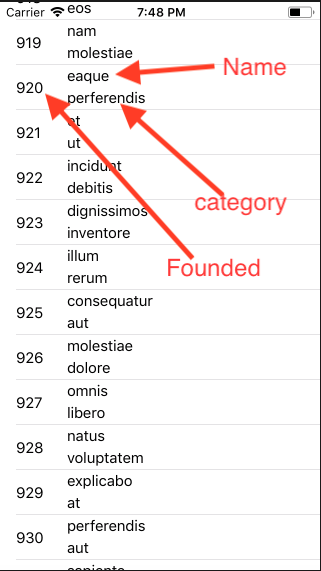 eos
Carrier 7:48 PM
nam
919
molestiae
Name
eaque
920
perferendis
et
921
ut
category
incidunt
922
debitis
dignissimos
923
inventore
Founded
illum
924
rerum
consequatur
925
aut
molestiae
926
dolore
omnis
927
libero
natus
928
voluptatem
explicabo
929
at
perferendis
930
aut